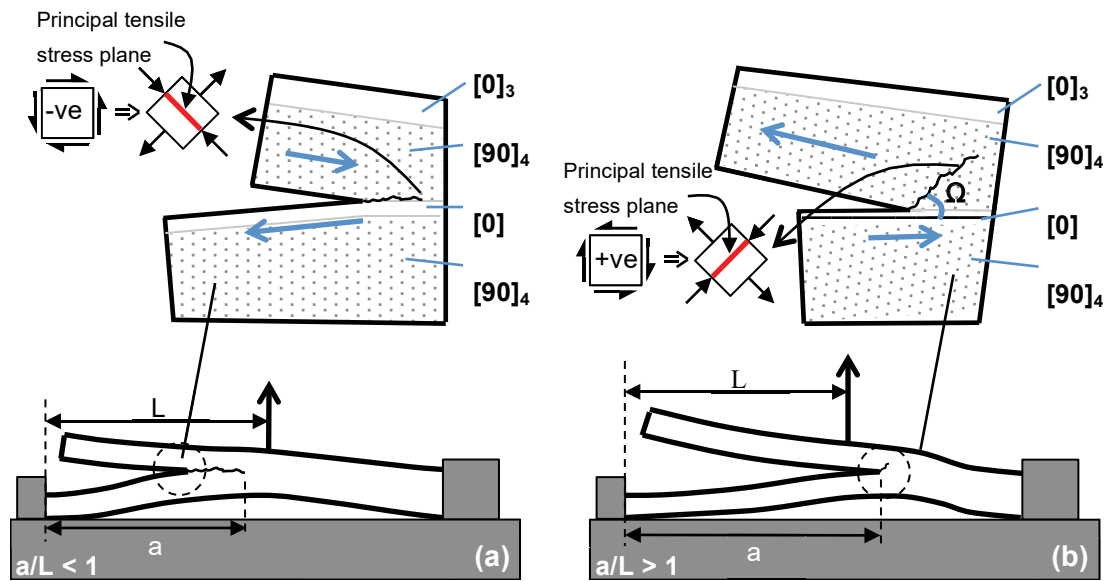 Principal tensile
stress plane
-ve
⇒
[0]3
[90]4
[0]
[90]4
L
a
a/L < 1
(a)
Principal tensile
stress plane
+ve
⇒
[0]3
[90]4
Ω
[0]
[90]4
L
a
a/L > 1
(b)